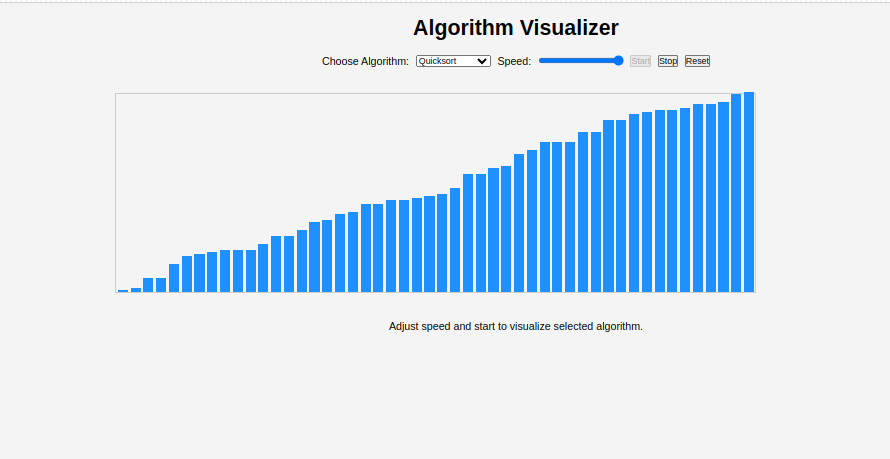 Algorithm Visualizer
Choose Algorithm: Quicksort Speed: Start Stop Reset
Adjust speed and start to visualize selected algorithm.